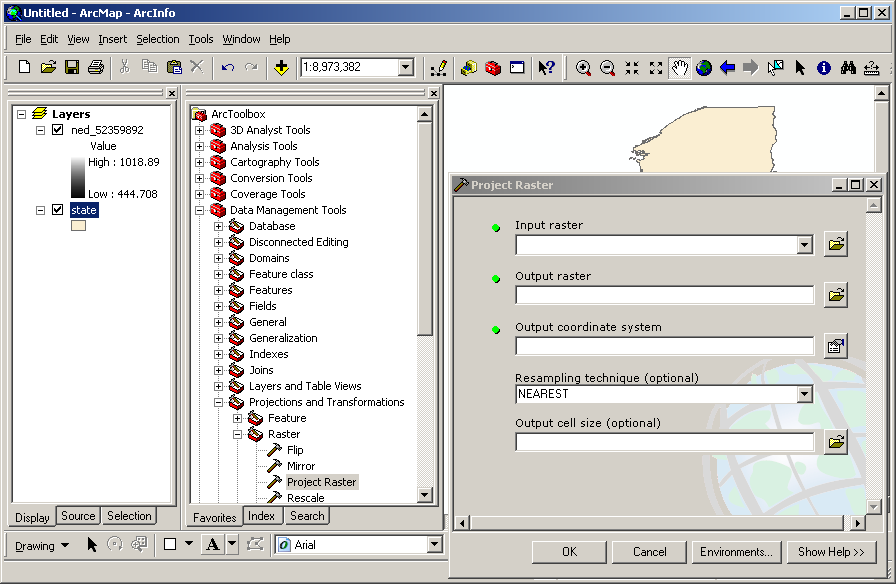 Untitled - ArcMap - ArcInfo
File Edit View Insert Selection Tools Window Help
1:8,973,382
Layers
ned_52359892
Value
High : 1018.89
Low : 444.708
state
Display Source Selection
ArcToolbox
3D Analyst Tools
Analysis Tools
Cartography Tools
Conversion Tools
Coverage Tools
Data Management Tools
Database
Disconnected Editing
Domains
Feature class
Features
Fields
General
Generalization
Indexes
Joins
Layers and Table Views
Projections and Transformations
Feature
Raster
Flip
Mirror
Project Raster
Rescale
Favorites Index Search
Project Raster
Input raster
Output raster
Output coordinate system
Resampling technique (optional)
NEAREST
Output cell size (optional)
OK Cancel Environments... Show Help >>
Drawing A Arial